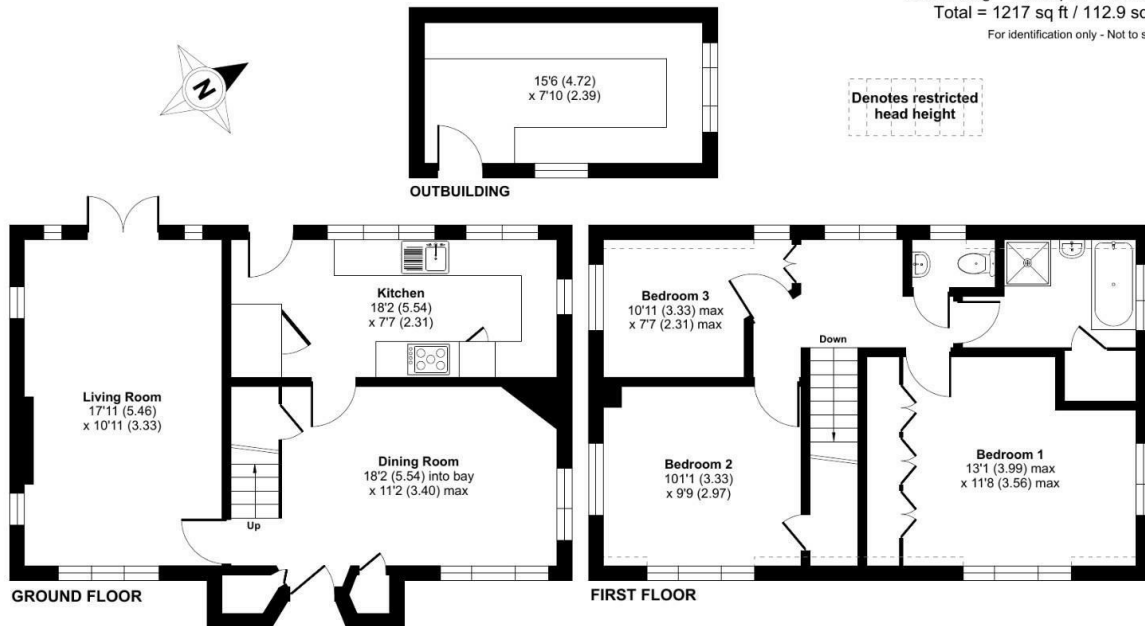 Total = 1217 sq ft / 112.9 sq
For identification only - Not to s
Denotes restricted
head height
N
15'6 (4.72)
x 7'10 (2.39)
OUTBUILDING
Kitchen
18'2 (5.54)
x 7'7 (2.31)
Living Room
17'11 (5.46)
x 10'11 (3.33)
Dining Room
18'2 (5.54) into bay
x 11'2 (3.40) max
Up
GROUND FLOOR
Bedroom 3
10'11 (3.33) max
x 7'7 (2.31) max
Down
Bedroom 2
101'1 (3.33)
x 9'9 (2.97)
Bedroom 1
13'1 (3.99) max
x 11'8 (3.56) max
FIRST FLOOR